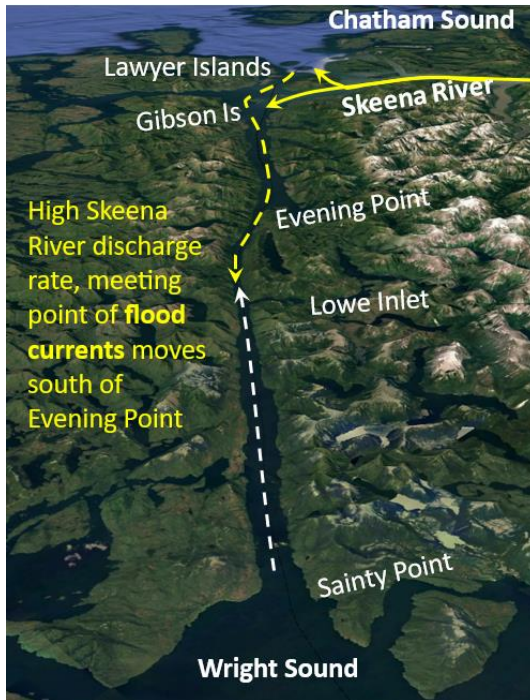 Chatham Sound
Lawyer Islands
Skeena River
Gibson Is
Evening Point
High Skeena
River discharge
rate, meeting
point of flood
currents moves
south of
Evening Point
Lowe Inlet
Sainty Point
Wright Sound